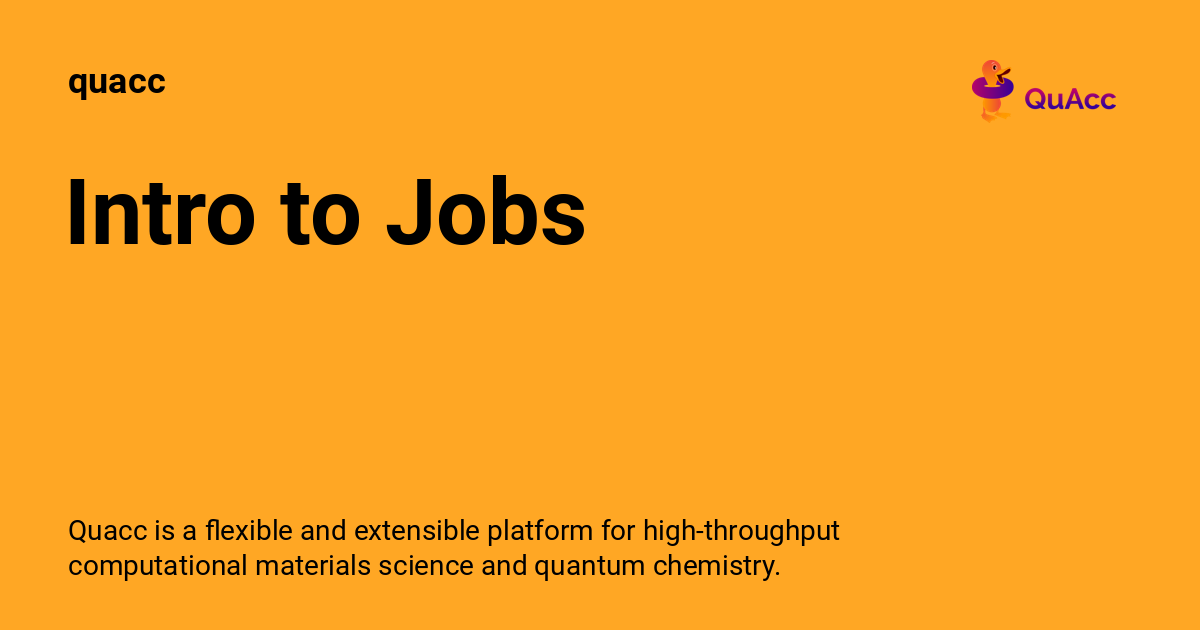 quacc
QuAcc
Intro to Jobs
Quacc is a flexible and extensible platform for high-throughput
computational materials science and quantum chemistry.